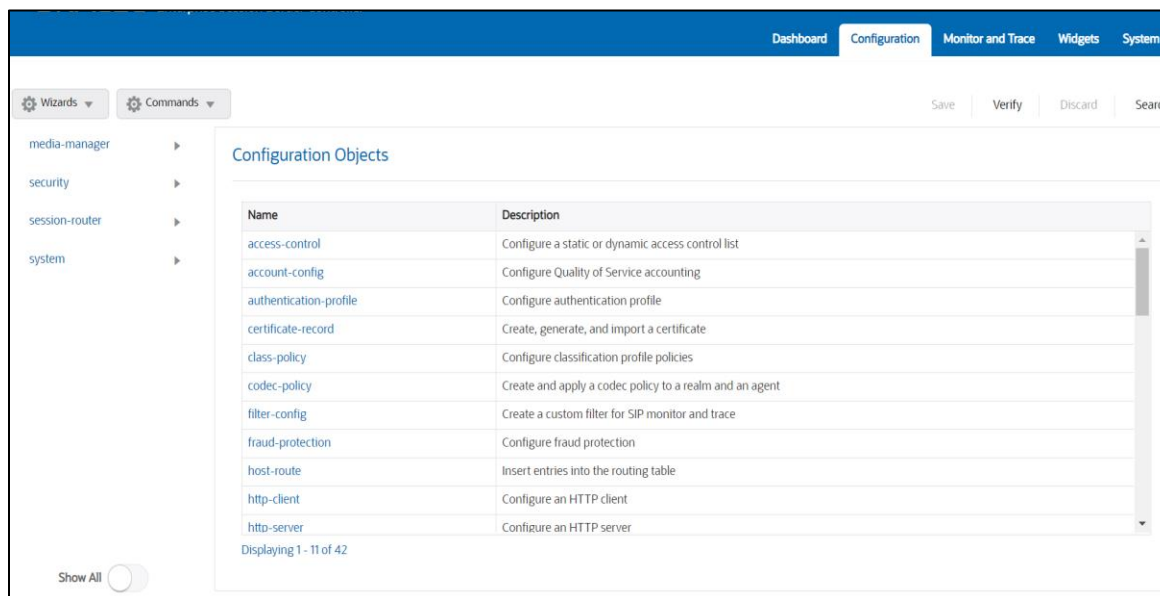 Dashboard Configuration Monitor and Trace Widgets System
Wizards Commands Save Verify Discard Sear
media-manager
security
session-router
system
Configuration Objects
Name Description
access-control Configure a static or dynamic access control list
account-config Configure Quality of Service accounting
authentication-profile Configure authentication profile
certificate-record Create, generate, and import a certificate
class-policy Configure classification profile policies
codec-policy Create and apply a codec policy to a realm and an agent
filter-config Create a custom filter for SIP monitor and trace
fraud-protection Configure fraud protection
host-route Insert entries into the routing table
http-client Configure an HTTP client
http-server Configure an HTTP server
Displaying 1 - 11 of 42
Show All